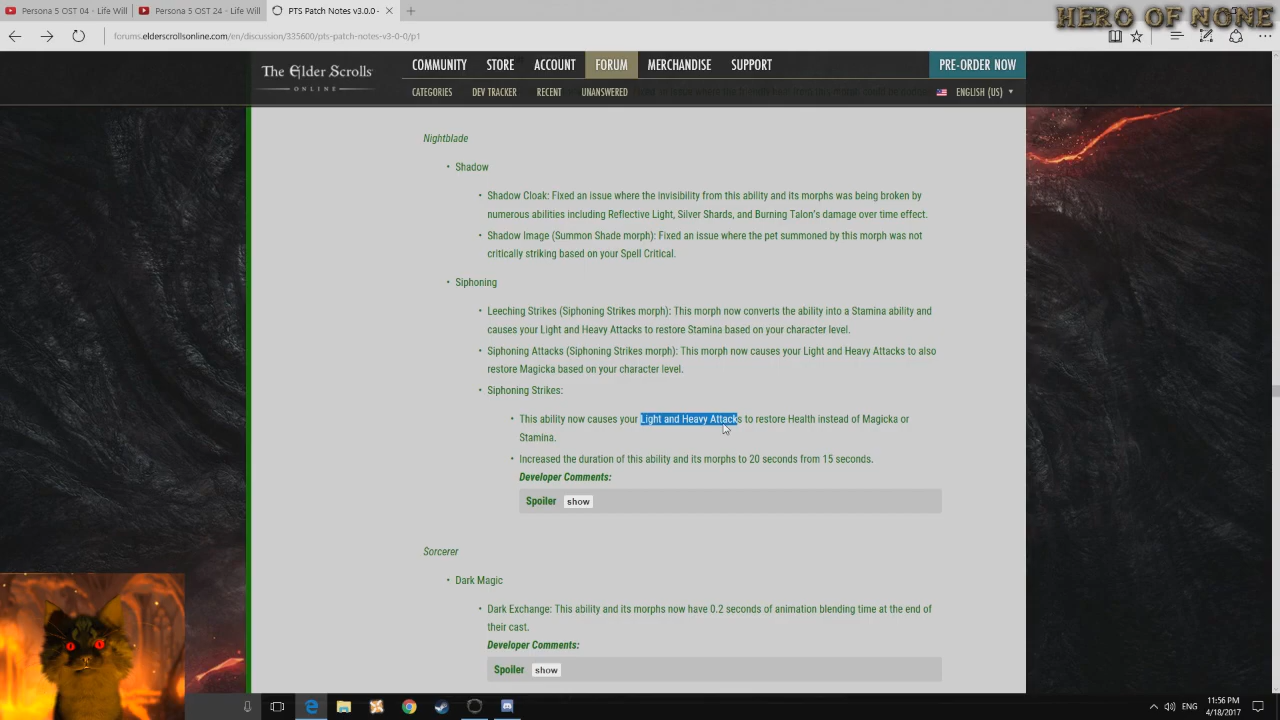 Persona 5 OST 04 - Life Will
Persona 5 OST 24 - Life Will
PTS Patch Notes v3.0-0
HERO OF NONE
forums.elderscrollsonline.com/en/discussion/335600/pts-patch-notes-v3-0-0/p1
The Elder Scrolls
ONLINE
COMMUNITY STORE ACCOUNT FORUM MERCHANDISE SUPPORT
PRE-ORDER NOW
CATEGORIES DEV TRACKER RECENT UNANSWERED
ENGLISH (US)
Nightblade
• Shadow
• Shadow Cloak: Fixed an issue where the invisibility from this ability and its morphs was being broken by
numerous abilities including Reflective Light, Silver Shards, and Burning Talon's damage over time effect.
• Shadow Image (Summon Shade morph): Fixed an issue where the pet summoned by this morph was not
critically striking based on your Spell Critical.
• Siphoning
• Leeching Strikes (Siphoning Strikes morph): This morph now converts the ability into a Stamina ability and
causes your Light and Heavy Attacks to restore Stamina based on your character level.
• Siphoning Attacks (Siphoning Strikes morph): This morph now causes your Light and Heavy Attacks to also
restore Magicka based on your character level.
• Siphoning Strikes:
• This ability now causes your Light and Heavy Attacks to restore Health instead of Magicka or
Stamina.
• Increased the duration of this ability and its morphs to 20 seconds from 15 seconds.
Developer Comments:
Spoiler show
Sorcerer
• Dark Magic
• Dark Exchange: This ability and its morphs now have 0.2 seconds of animation blending time at the end of
their cast.
Developer Comments:
Spoiler show
ENG
11:56 PM
4/18/2017